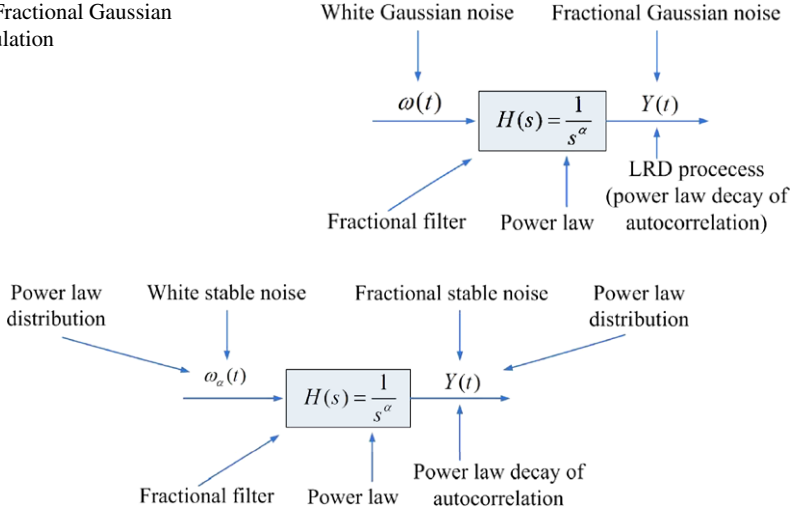 Fractional Gaussian
ulation
White Gaussian noise
Fractional Gaussian noise
ω(t)
H(s) = 1/s^α
Y(t)
LRD procecess
(power law decay of
autocorrelation)
Fractional filter
Power law
Power law
distribution
White stable noise
Fractional stable noise
Power law
distribution
ω_α(t)
H(s) = 1/s^α
Y(t)
Power law decay of
autocorrelation
Fractional filter
Power law